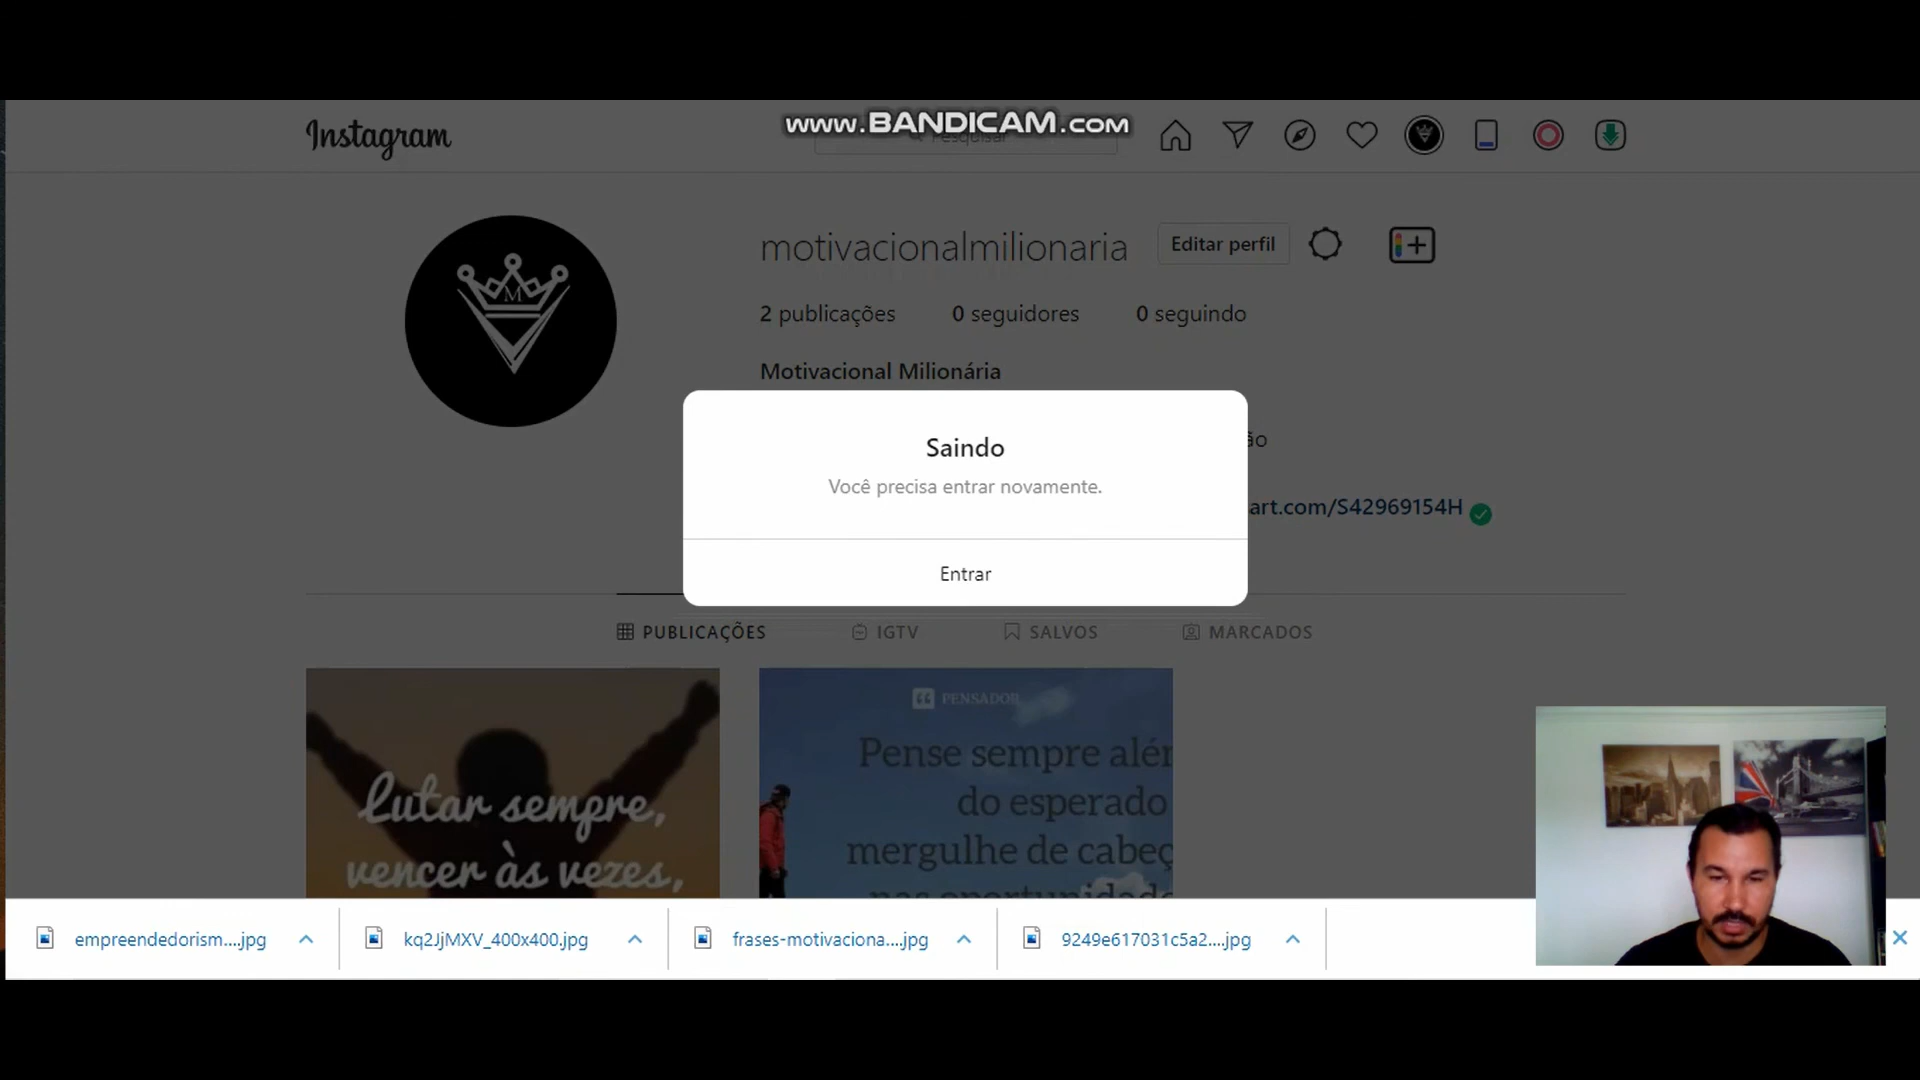 www.BANDICAM.com
Instagram
motivacionalmilionaria
Editar perfil
2 publicações
0 seguidores
0 seguindo
Motivacional Milionária
ão
art.com/S42969154H
Saindo
Você precisa entrar novamente.
Entrar
PUBLICAÇÕES
IGTV
SALVOS
MARCADOS
M
Lutar sempre,
vencer às vezes,
PENSADOR
Pense sempre alér
do esperado
mergulhe de cabeç
empreendedorism....jpg
kq2JjMXV_400x400.jpg
frases-motivaciona....jpg
9249e617031c5a2....jpg